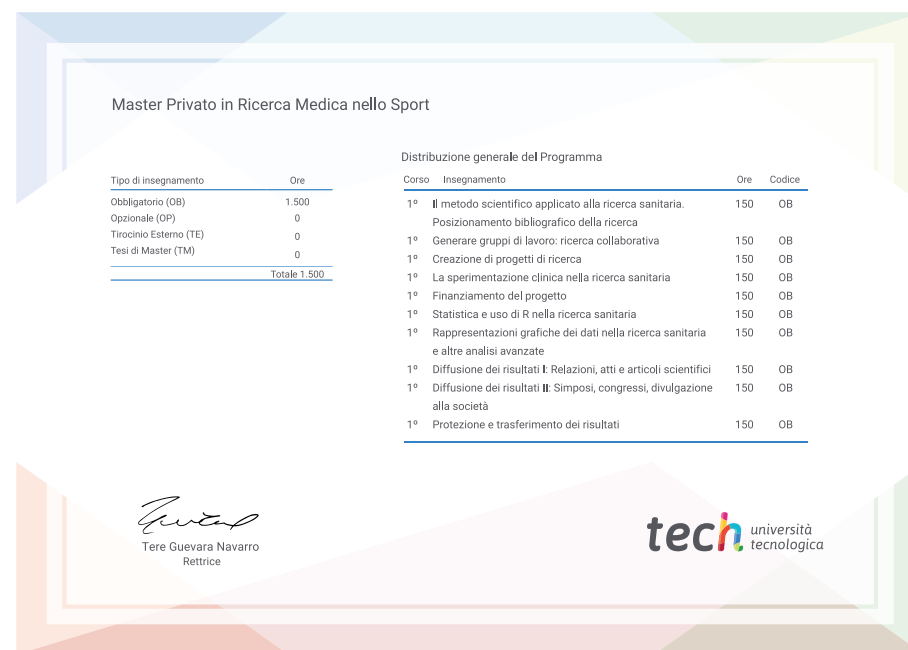 Master Privato in Ricerca Medica nello Sport
Tipo di insegnamento Ore
Obbligatorio (OB) 1.500
Opzionale (OP) 0
Tirocinio Esterno (TE) 0
Tesi di Master (TM) 0
Totale 1.500
Distribuzione generale del Programma
Corso Insegnamento Ore Codice
1º Il metodo scientifico applicato alla ricerca sanitaria. 150 OB
Posizionamento bibliografico della ricerca
1º Generare gruppi di lavoro: ricerca collaborativa 150 OB
1º Creazione di progetti di ricerca 150 OB
1º La sperimentazione clinica nella ricerca sanitaria 150 OB
1º Finanziamento del progetto 150 OB
1º Statistica e uso di R nella ricerca sanitaria 150 OB
1º Rappresentazioni grafiche dei dati nella ricerca sanitaria 150 OB
e altre analisi avanzate
1º Diffusione dei risultati I: Relazioni, atti e articoli scientifici 150 OB
1º Diffusione dei risultati II: Simposi, congressi, divulgazione 150 OB
alla società
1º Protezione e trasferimento dei risultati 150 OB
Tere Guevara Navarro
Rettrice
tech università
tecnologica